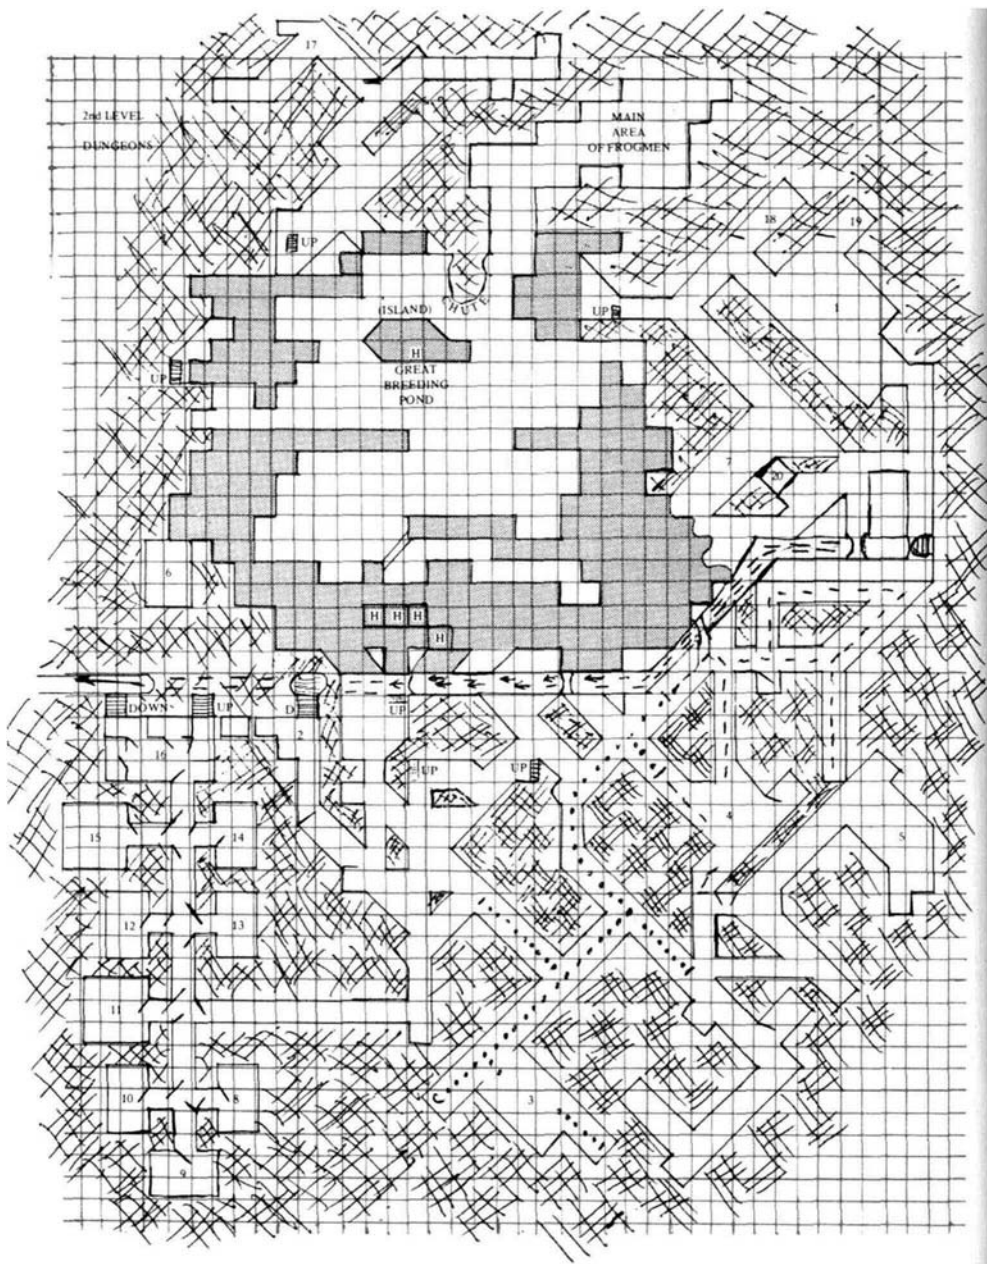 17
2nd LEVEL
DUNGEONS
MAIN
AREA
OF FROGMEN
18
19
UP
CHUTE
(ISLAND)
UP
1
H
UP
GREAT
BREEDING
POND
7
20
6
H
H
H
H
DOWN
UP
D
UP
2
16
UP
UP
15
14
4
5
12
13
11
10
8
3
9